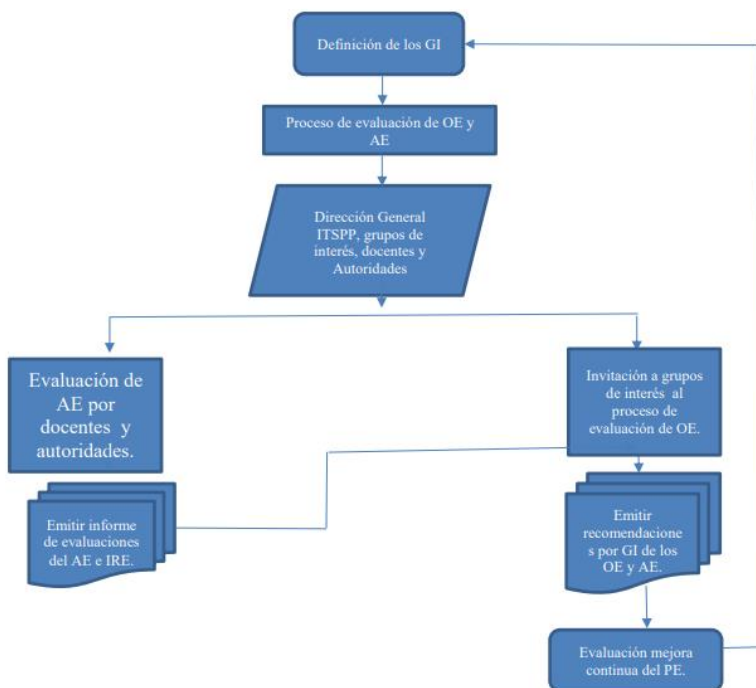 Definición de los GI
Proceso de evaluación de OE y
AE
Dirección General
ITSPP, grupos de
interés, docentes y
Autoridades
Evaluación de
AE por
docentes y
autoridades.
Invitación a grupos
de interés al
proceso de
evaluación de OE.
Emitir informe
de evaluaciones
del AE e IRE.
Emitir
recomendacione
s por GI de los
OE y AE.
Evaluación mejora
continua del PE.